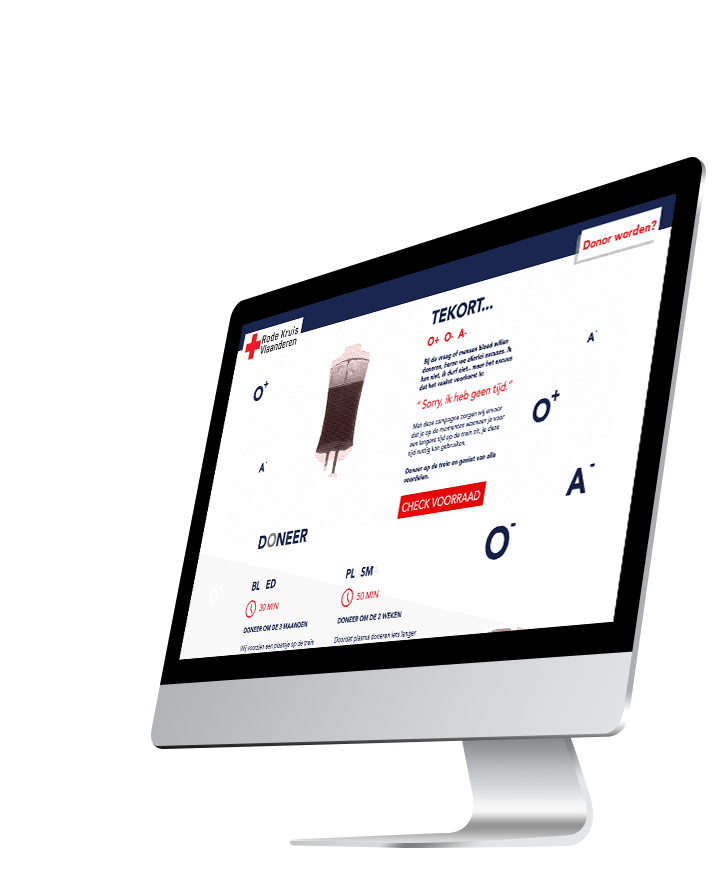 Donor worden?
Rode Kruis
Vlaanderen
TEKORT...
O+ O- A-
Bij de vraag of mensen bloed willen
doneren, horen we allerlei excuses. Ik
kan niet, ik durf niet.. maar het excuus
dat het vaakst voorkomt is:
“ Sorry, ik heb geen tijd.”
Met deze campagne zorgen wij ervoor
dat je op de momenten wanneer je voor
een langere tijd op de trein zit, je deze
tijd nuttig kan gebruiken.
Doneer op de trein en geniet van alle
voordelen.
CHECK VOORRAAD
O+
A-
A-
O+
A-
O-
DONEER
BL ED
30 MIN
DONEER OM DE 3 MAANDEN
Wij voorzien een plaatsje op de trein
PL SM
50 MIN
DONEER OM DE 2 WEKEN
Doordat plasma doneren iets langer